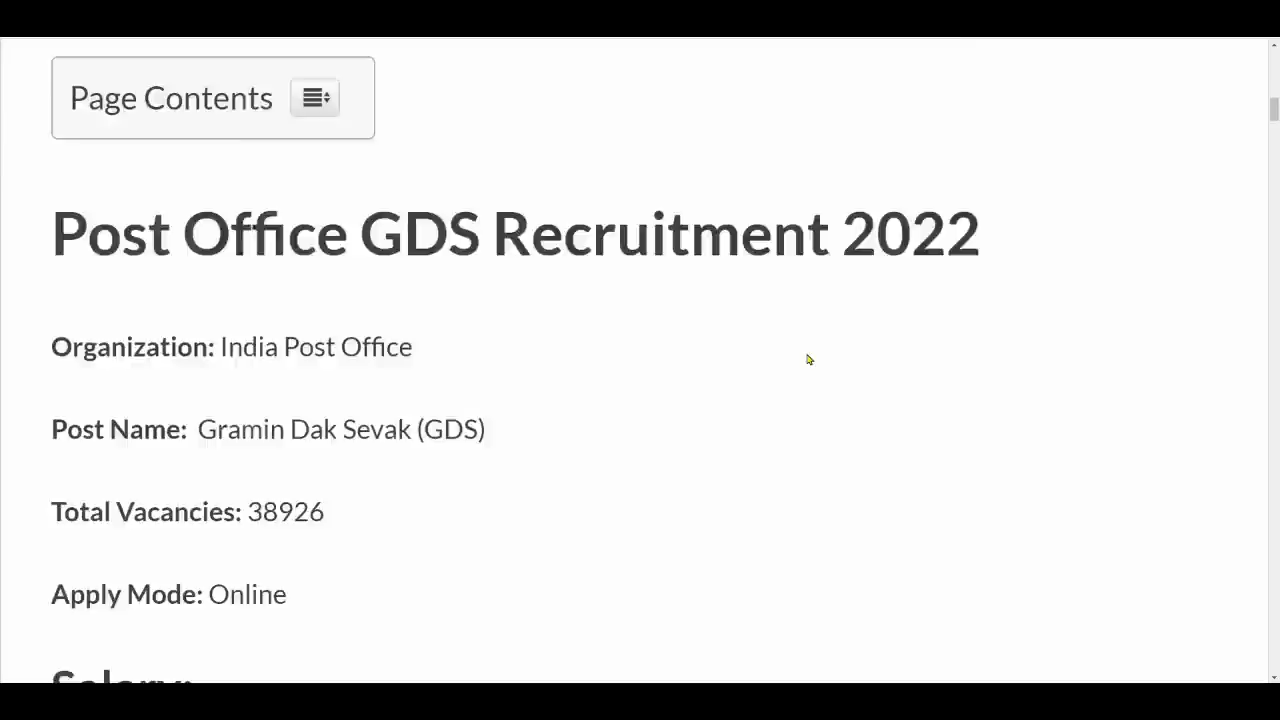 Page Contents
Post Office GDS Recruitment 2022
Organization: India Post Office
Post Name: Gramin Dak Sevak (GDS)
Total Vacancies: 38926
Apply Mode: Online
Salary: